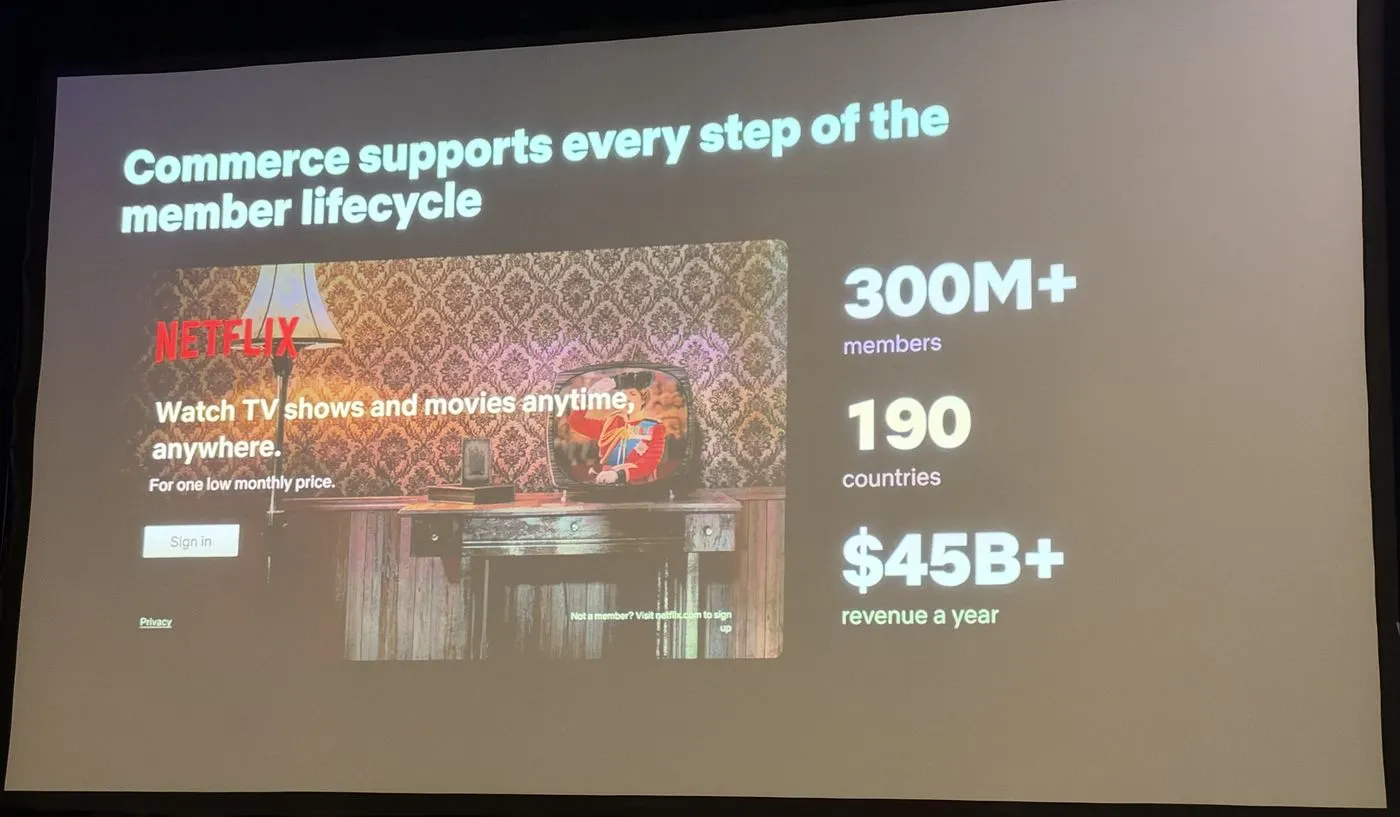 Commerce supports every step of the
member lifecycle
NETFLIX
Watch TV shows and movies anytime,
anywhere.
For one low monthly price.
Sign in
Privacy
Not a member? Visit netflix.com to sign
up
300M+
members
190
countries
$45B+
revenue a year